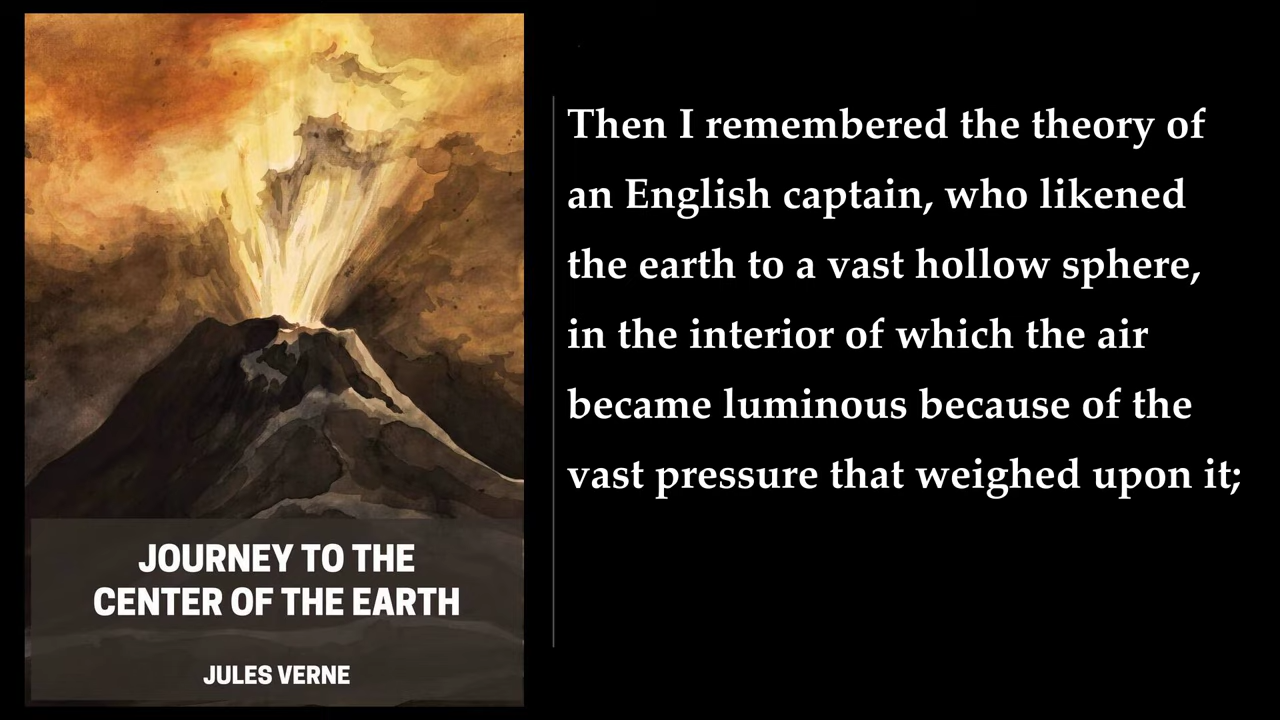 JOURNEY TO THE
CENTER OF THE EARTH
JULES VERNE
Then I remembered the theory of
an English captain, who likened
the earth to a vast hollow sphere,
in the interior of which the air
became luminous because of the
vast pressure that weighed upon it;